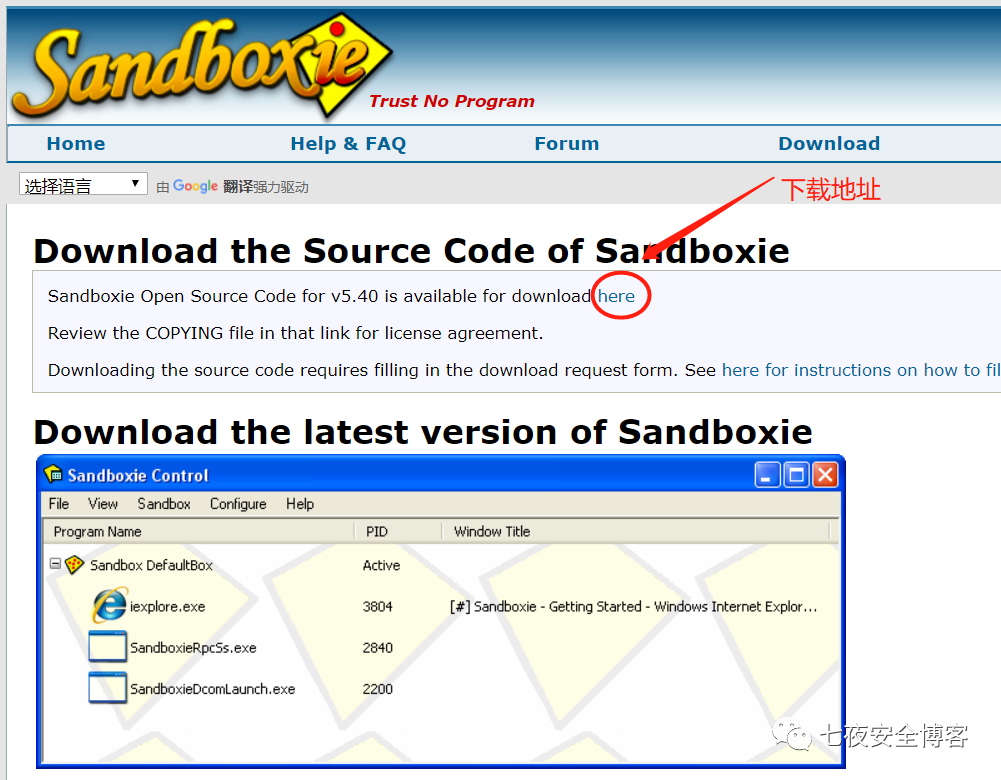 Sandboxie
Trust No Program
Home Help & FAQ Forum Download
选择语言 由 Google 翻译强力驱动
下载地址
Download the Source Code of Sandboxie
Sandboxie Open Source Code for v5.40 is available for download here
Review the COPYING file in that link for license agreement.
Downloading the source code requires filling in the download request form. See here for instructions on how to fil
Download the latest version of Sandboxie
Sandboxie Control
File View Sandbox Configure Help
Program Name PID Window Title
Sandbox DefaultBox Active
iexplore.exe 3804 [#] Sandboxie - Getting Started - Windows Internet Explor...
SandboxieRpcSs.exe 2840
SandboxieDcomLaunch.exe 2200
七夜安全博客